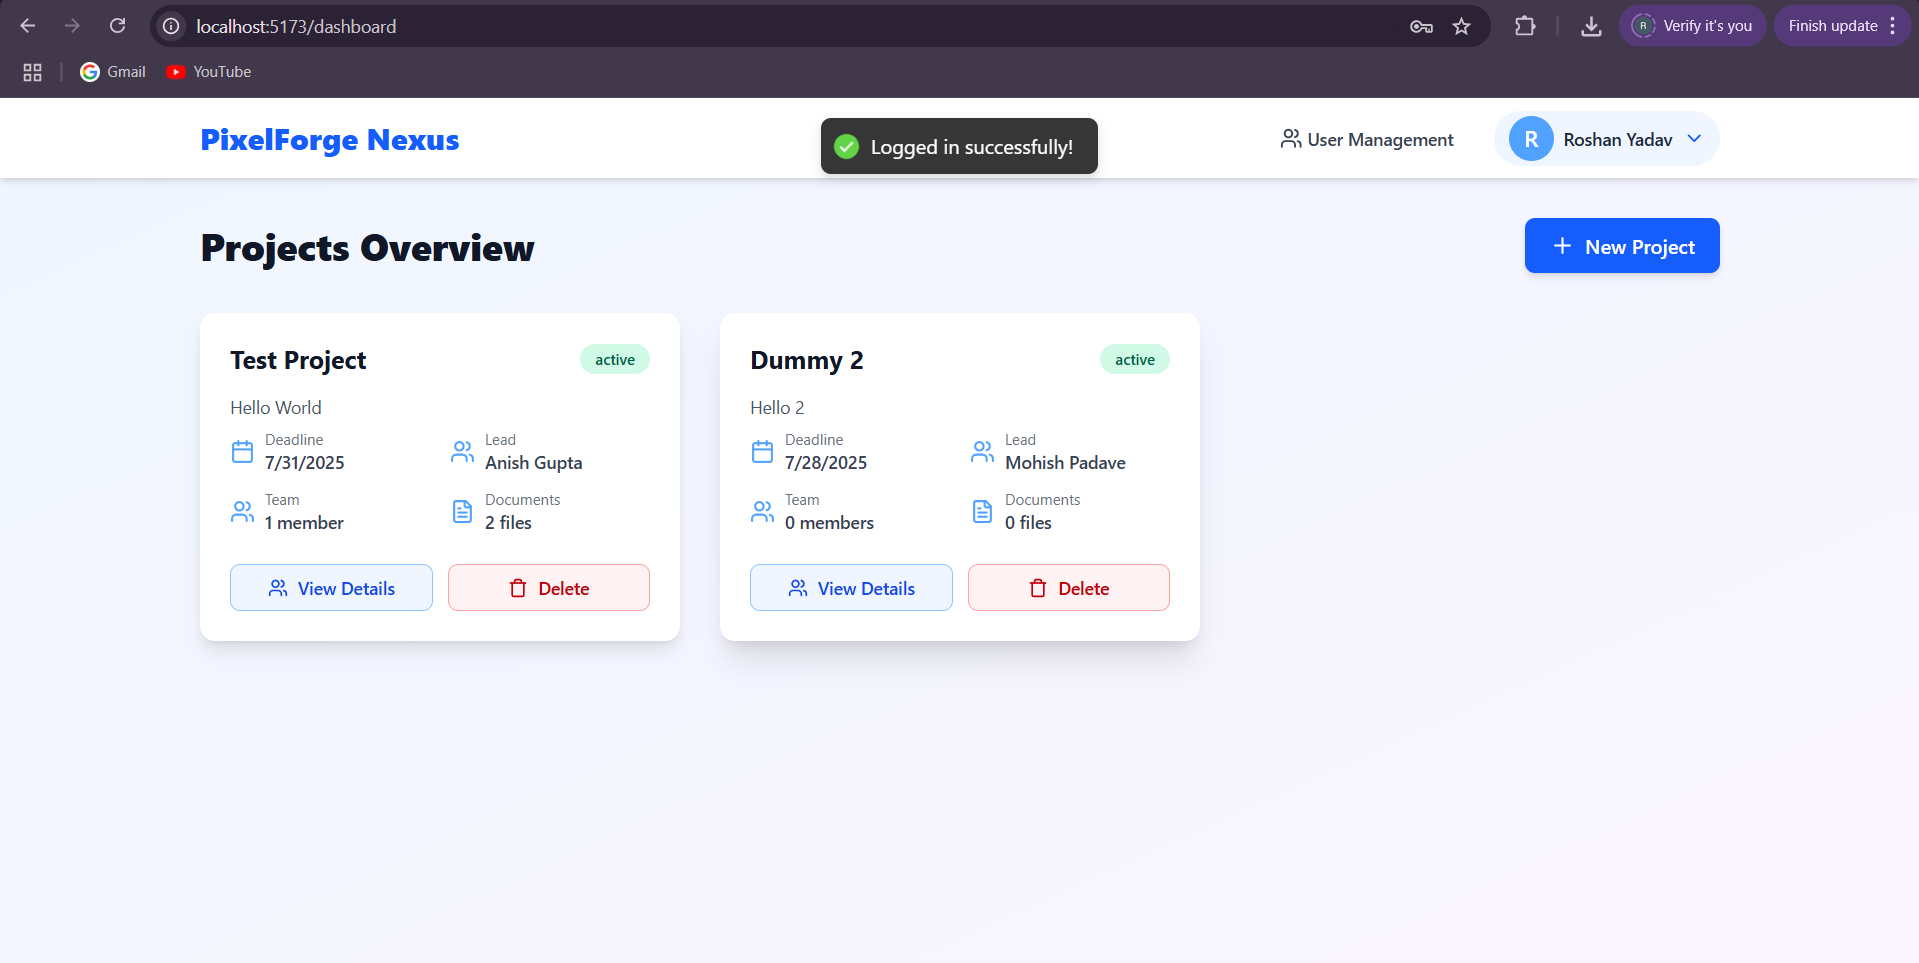 localhost:5173/dashboard
R Verify it's you
Finish update
Gmail
YouTube
PixelForge Nexus
Logged in successfully!
User Management
R Roshan Yadav
Projects Overview
+ New Project
Test Project
active
Hello World
Deadline
7/31/2025
Lead
Anish Gupta
Team
1 member
Documents
2 files
View Details
Delete
Dummy 2
active
Hello 2
Deadline
7/28/2025
Lead
Mohish Padave
Team
0 members
Documents
0 files
View Details
Delete